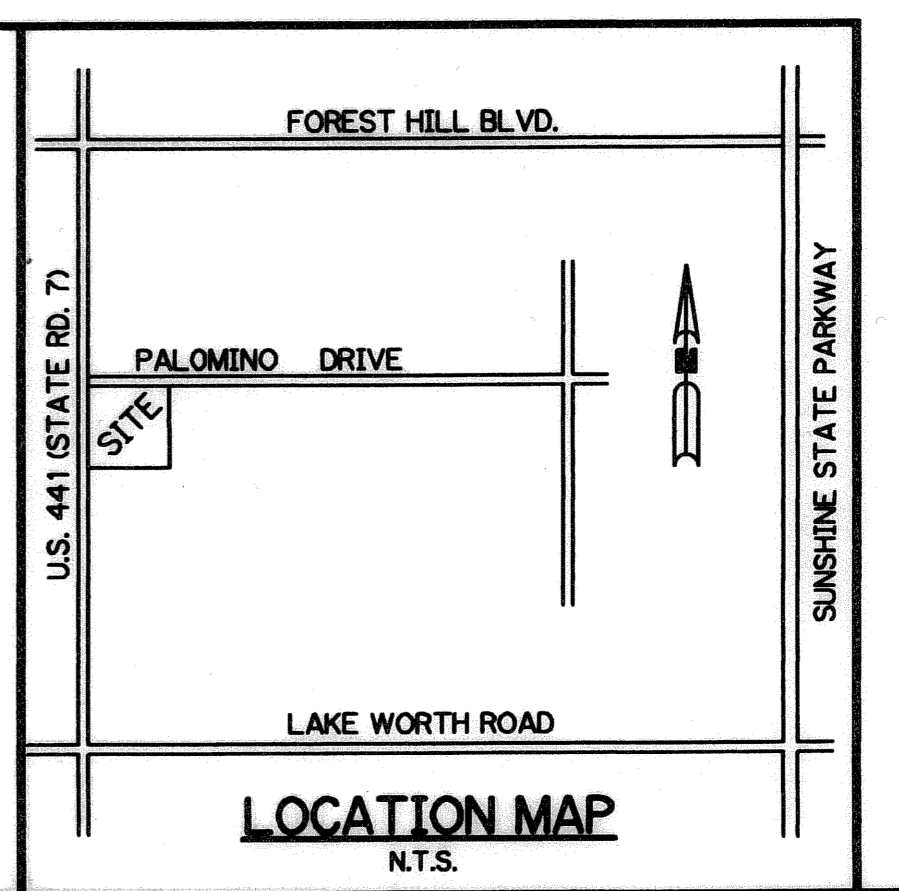 FOREST HILL BLVD.
U.S. 441 (STATE RD. 7)
PALOMINO DRIVE
SITE
SUNSHINE STATE PARKWAY
LAKE WORTH ROAD
LOCATION MAP
N.T.S.